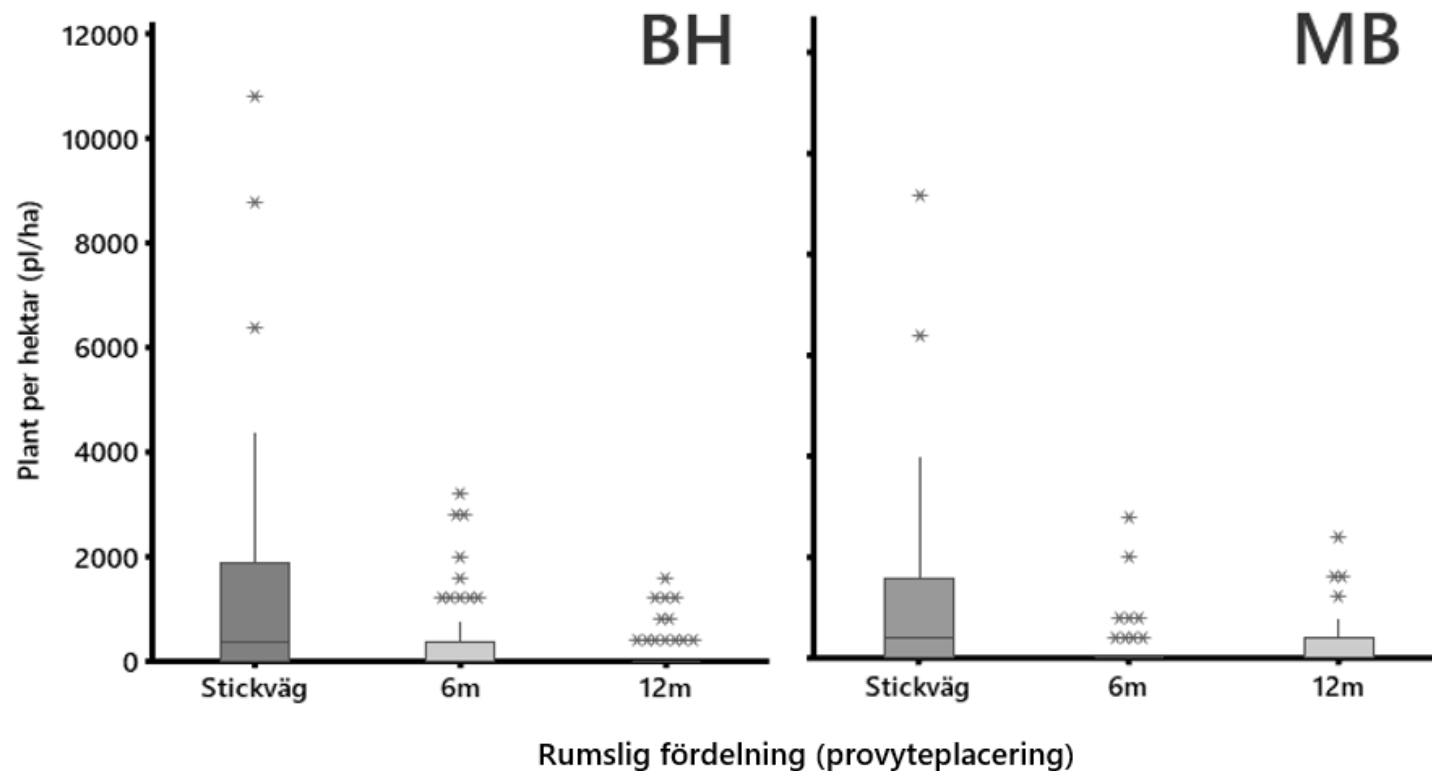 BH
MB
Plant per hektar (pl/ha)
12000
10000
8000
6000
4000
2000
0
Stickväg 6m 12m
Stickväg 6m 12m
Rumslig fördelning (provyteplacering)